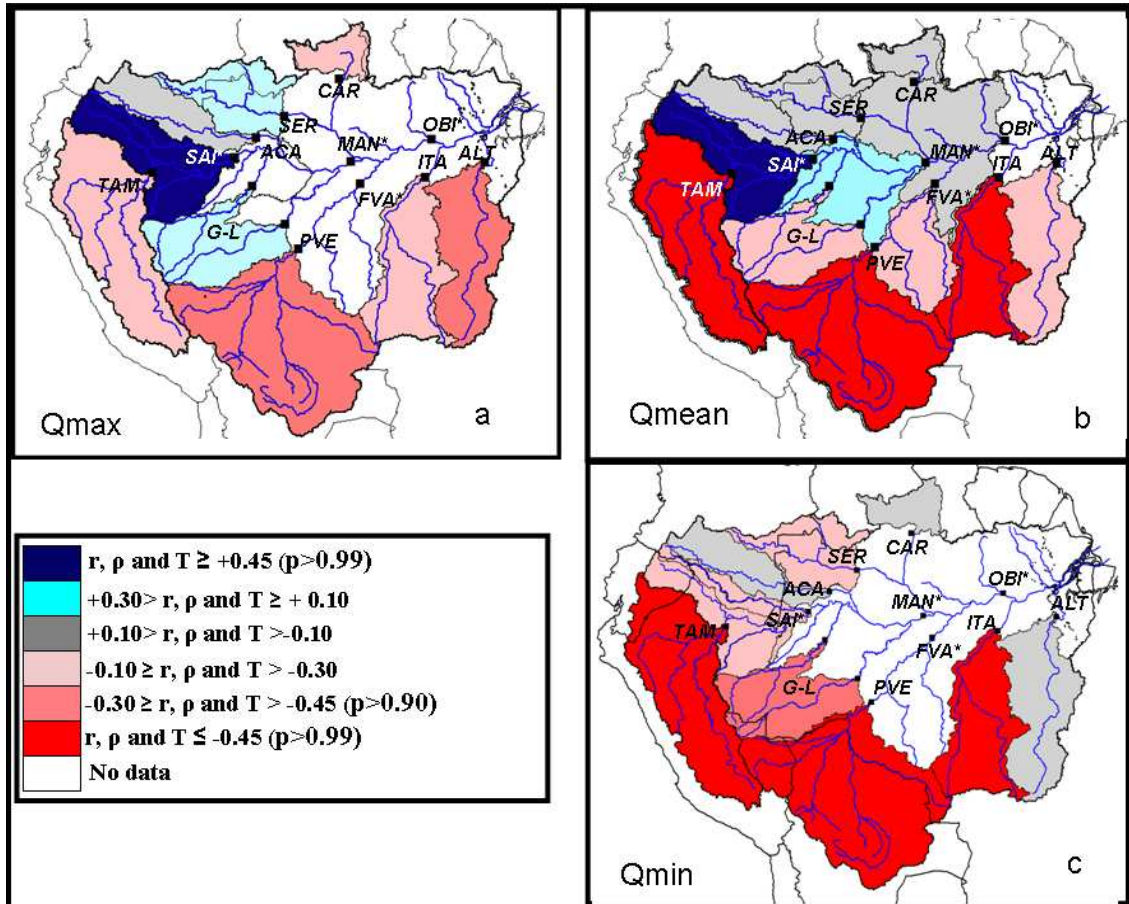 CAR
SER
ACA
SAI*
MAN*
OBI*
ITA
ALT
TAM
FVA*
G-L
PVE
Qmax
a
CAR
SER
ACA
SAI*
MAN*
OBI*
ITA
ALT
TAM
FVA*
G-L
PVE
Qmean
b
r, ρ and T ≥ +0.45 (p>0.99)
+0.30> r, ρ and T ≥ + 0.10
+0.10> r, ρ and T >-0.10
-0.10 ≥ r, ρ and T > -0.30
-0.30 ≥ r, ρ and T > -0.45 (p>0.90)
r, ρ and T ≤ -0.45 (p>0.99)
No data
SER
CAR
ACA
OBI*
MAN*
ALT
SAI*
TAM
ITA
FVA*
G-L
PVE
Qmin
c